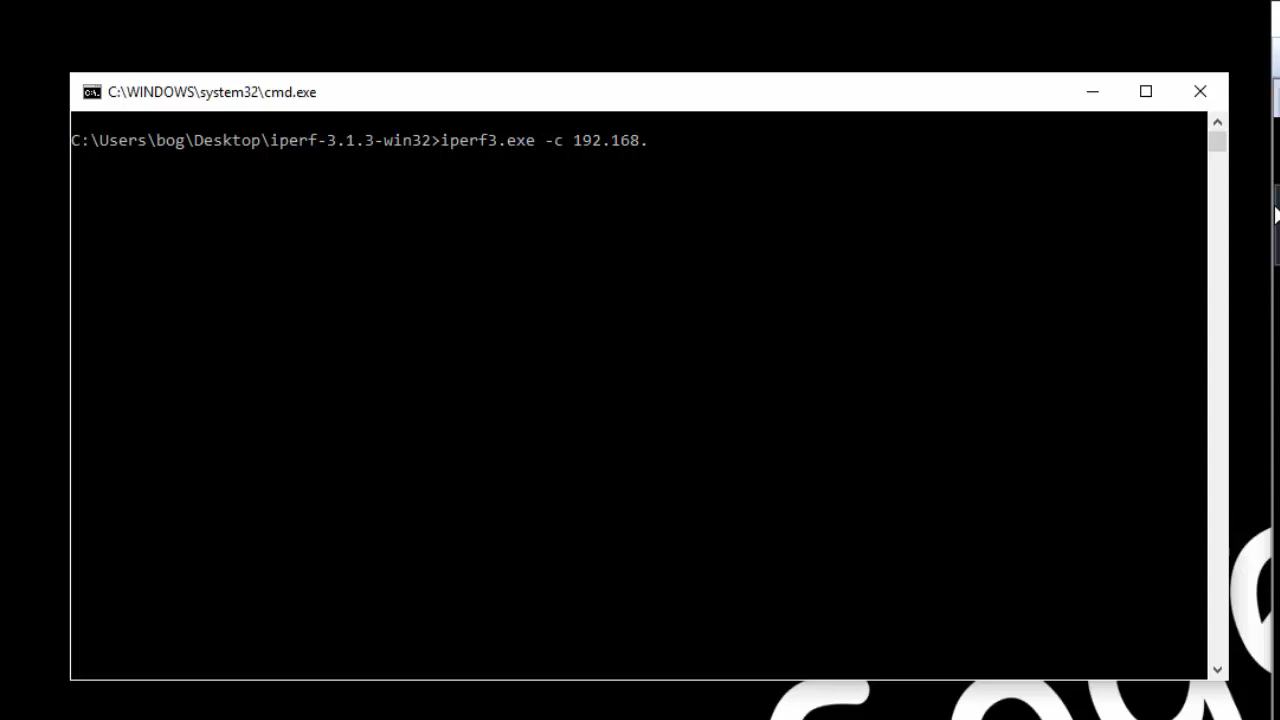 C:\WINDOWS\system32\cmd.exe
C:\Users\bog\Desktop\iperf-3.1.3-win32>iperf3.exe -c 192.168.